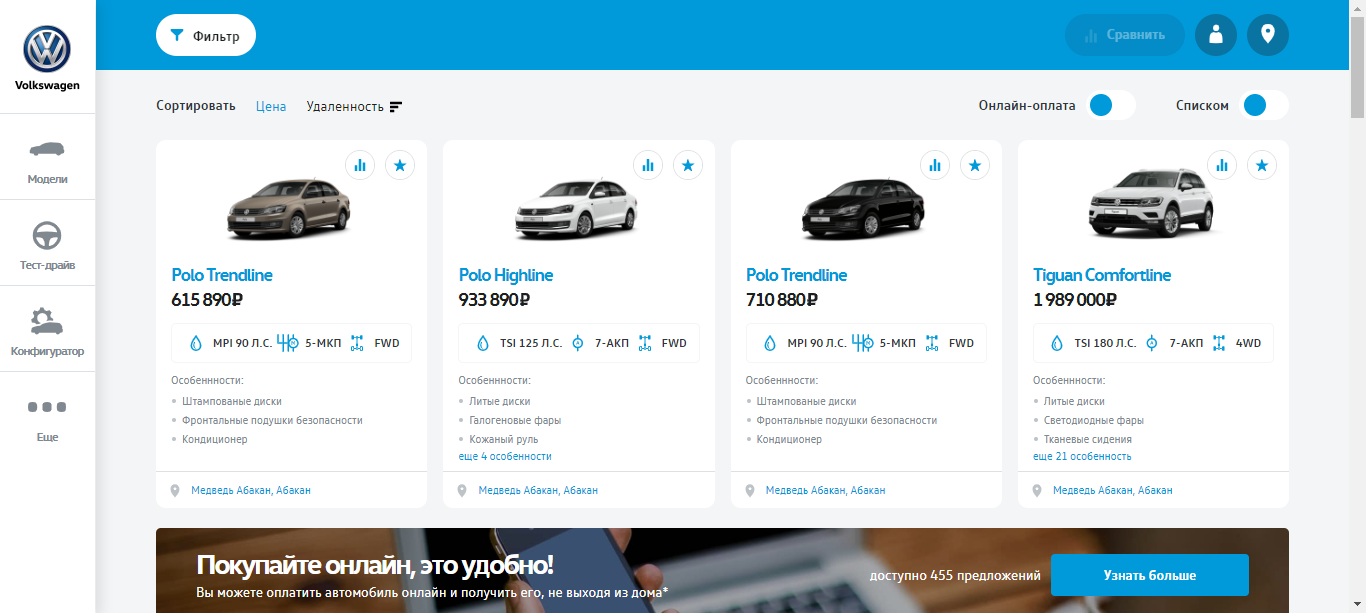 Volkswagen
Модели
Тест-драйв
Конфигуратор
Еще
Фильтр
Сравнить
Сортировать Цена Удаленность
Онлайн-оплата Списком
Polo Trendline
615 890₽
MPI 90 Л.С. 5-МКП FWD
Особеннности:
Штампованые диски
Фронтальные подушки безопасности
Кондиционер
Медведь Абакан, Абакан
Polo Highline
933 890₽
TSI 125 Л.С. 7-АКП FWD
Особеннности:
Литые диски
Галогеновые фары
Кожаный руль
еще 4 особенности
Медведь Абакан, Абакан
Polo Trendline
710 880₽
MPI 90 Л.С. 5-МКП FWD
Особеннности:
Штампованые диски
Фронтальные подушки безопасности
Кондиционер
Медведь Абакан, Абакан
Tiguan Comfortline
1 989 000₽
TSI 180 Л.С. 7-АКП 4WD
Особеннности:
Литые диски
Светодиодные фары
Тканевые сидения
еще 21 особенность
Медведь Абакан, Абакан
Покупайте онлайн, это удобно!
Вы можете оплатить автомобиль онлайн и получить его, не выходя из дома*
доступно 455 предложений
Узнать больше